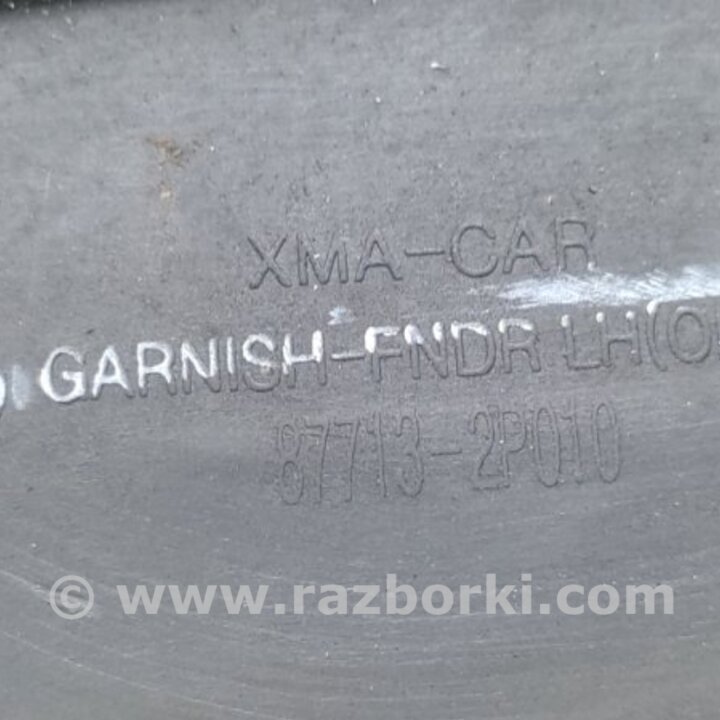 XMA-CAR
GARNISH-FNDR LH(O
87713-2P010
© www.razborki.com